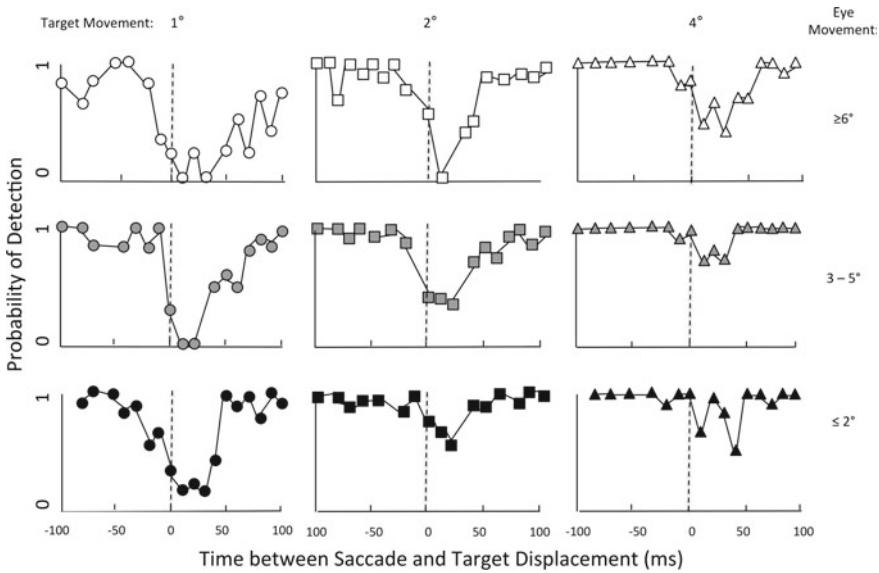 Target Movement: 1° 2° 4° Eye Movement:
1
0
≥6°
1
0
3 – 5°
1
0
≤ 2°
Probability of Detection
-100 -50 0 50 100 100 -50 0 50 100 -100 -50 0 50 100
Time between Saccade and Target Displacement (ms)